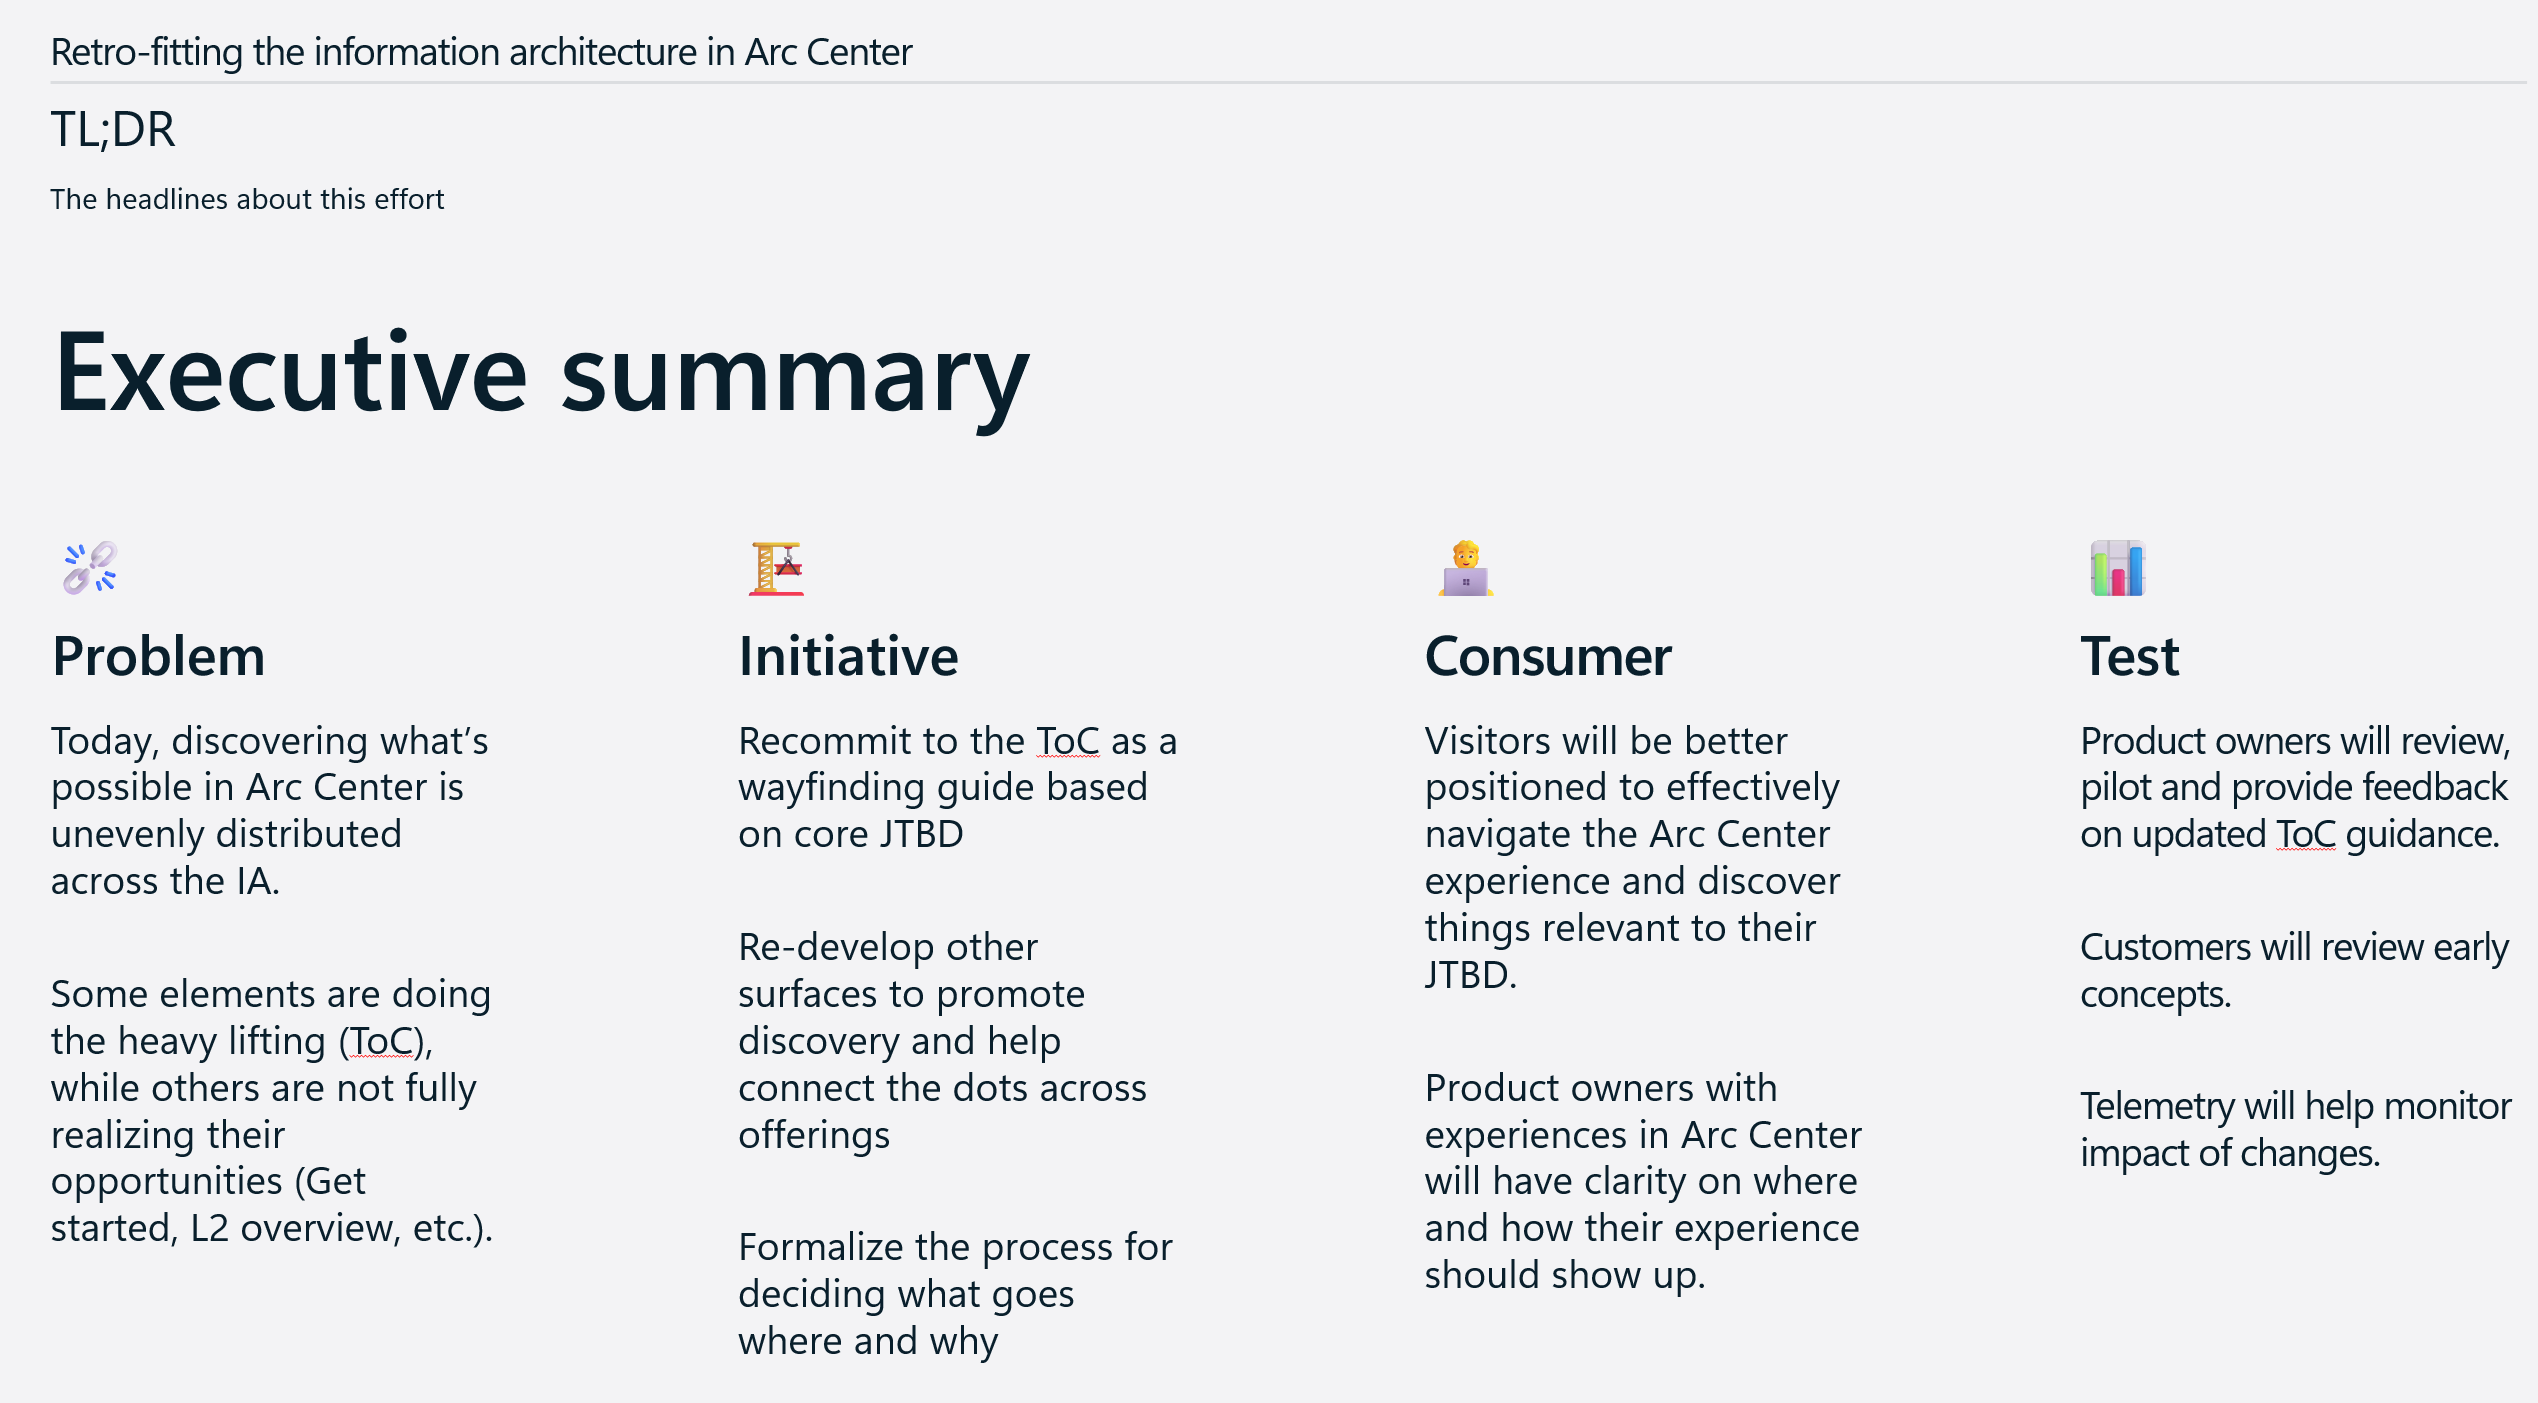 Retro-fitting the information architecture in Arc Center
TL;DR
The headlines about this effort
Executive summary
Problem
Today, discovering what’s
possible in Arc Center is
unevenly distributed
across the IA.
Some elements are doing
the heavy lifting (ToC),
while others are not fully
realizing their
opportunities (Get
started, L2 overview, etc.).
Initiative
Recommit to the ToC as a
wayfinding guide based
on core JTBD
Re-develop other
surfaces to promote
discovery and help
connect the dots across
offerings
Formalize the process for
deciding what goes
where and why
Consumer
Visitors will be better
positioned to effectively
navigate the Arc Center
experience and discover
things relevant to their
JTBD.
Product owners with
experiences in Arc Center
will have clarity on where
and how their experience
should show up.
Test
Product owners will review,
pilot and provide feedback
on updated ToC guidance.
Customers will review early
concepts.
Telemetry will help monitor
impact of changes.